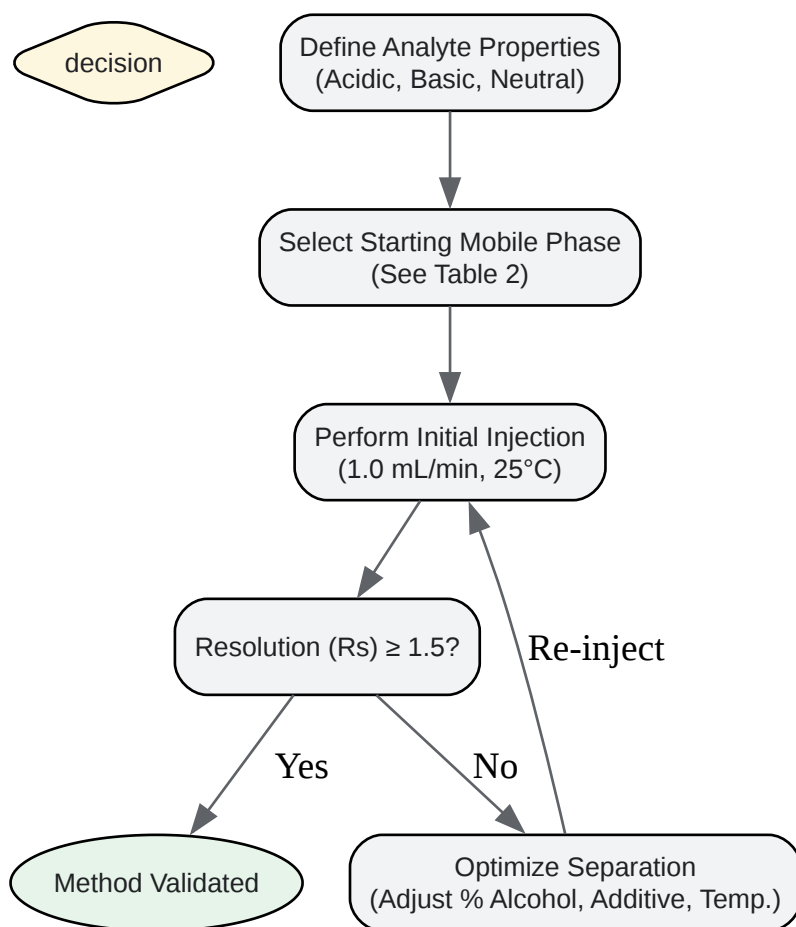 decision
Define Analyte Properties
(Acidic, Basic, Neutral)
Select Starting Mobile Phase
(See Table 2)
Perform Initial Injection
(1.0 mL/min, 25°C)
Resolution (Rs) ≥ 1.5?
Re-inject
Yes
No
Method Validated
Optimize Separation
(Adjust % Alcohol, Additive, Temp.)